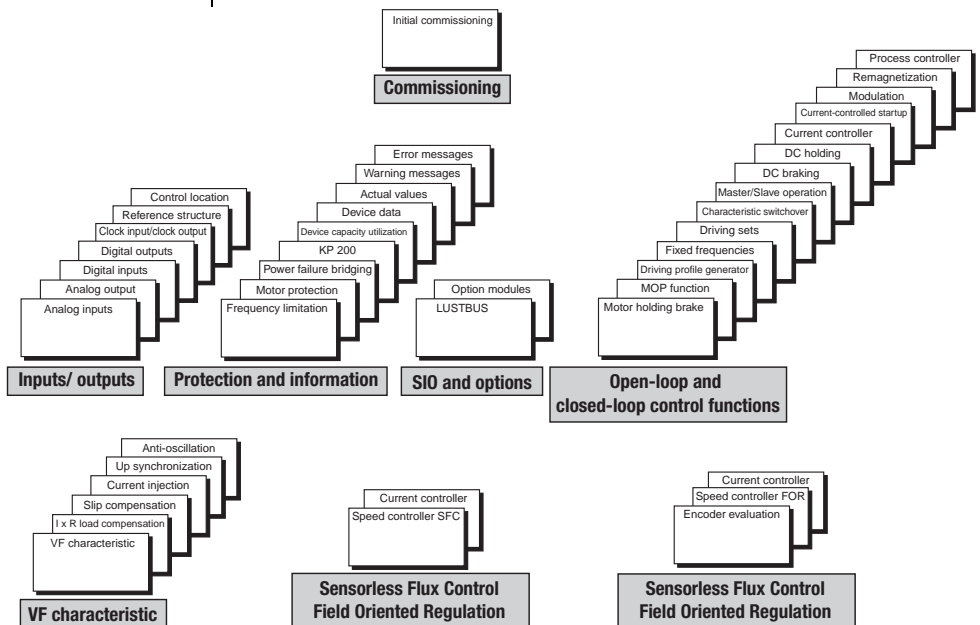 Initial commissioning
Commissioning
Control location
Reference structure
Clock input/clock output
Digital outputs
Digital inputs
Analog output
Analog inputs
Inputs/ outputs
Error messages
Warning messages
Actual values
Device data
Device capacity utilization
KP 200
Power failure bridging
Motor protection
Frequency limitation
Protection and information
Option modules
LUSTBUS
SIO and options
Process controller
Remagnetization
Modulation
Current-controlled startup
Current controller
DC holding
DC braking
Master/Slave operation
Characteristic switchover
Driving sets
Fixed frequencies
Driving profile generator
MOP function
Motor holding brake
Open-loop and
closed-loop control functions
Anti-oscillation
Up synchronization
Current injection
Slip compensation
I x R load compensation
VF characteristic
VF characteristic
Current controller
Speed controller SFC
Sensorless Flux Control
Field Oriented Regulation
Current controller
Speed controller FOR
Encoder evaluation
Sensorless Flux Control
Field Oriented Regulation